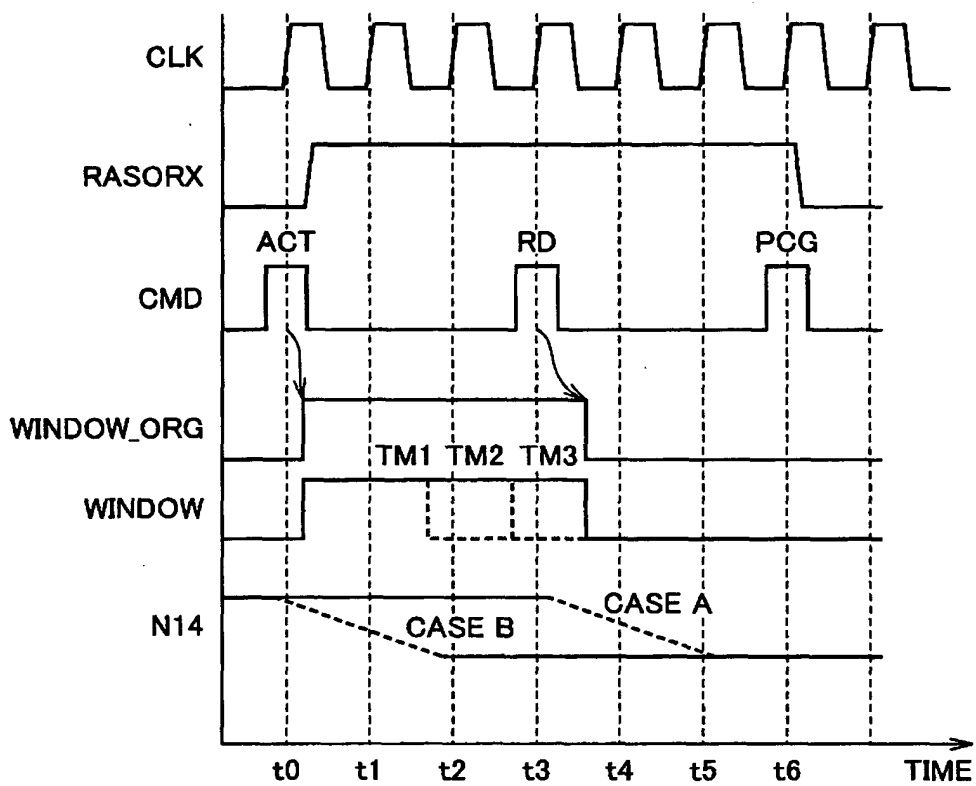 CLK
RASORX
ACT RD PCG
CMD
WINDOW_ORG
TM1 TM2 TM3
WINDOW
CASE A
N14
CASE B
t0 t1 t2 t3 t4 t5 t6 TIME